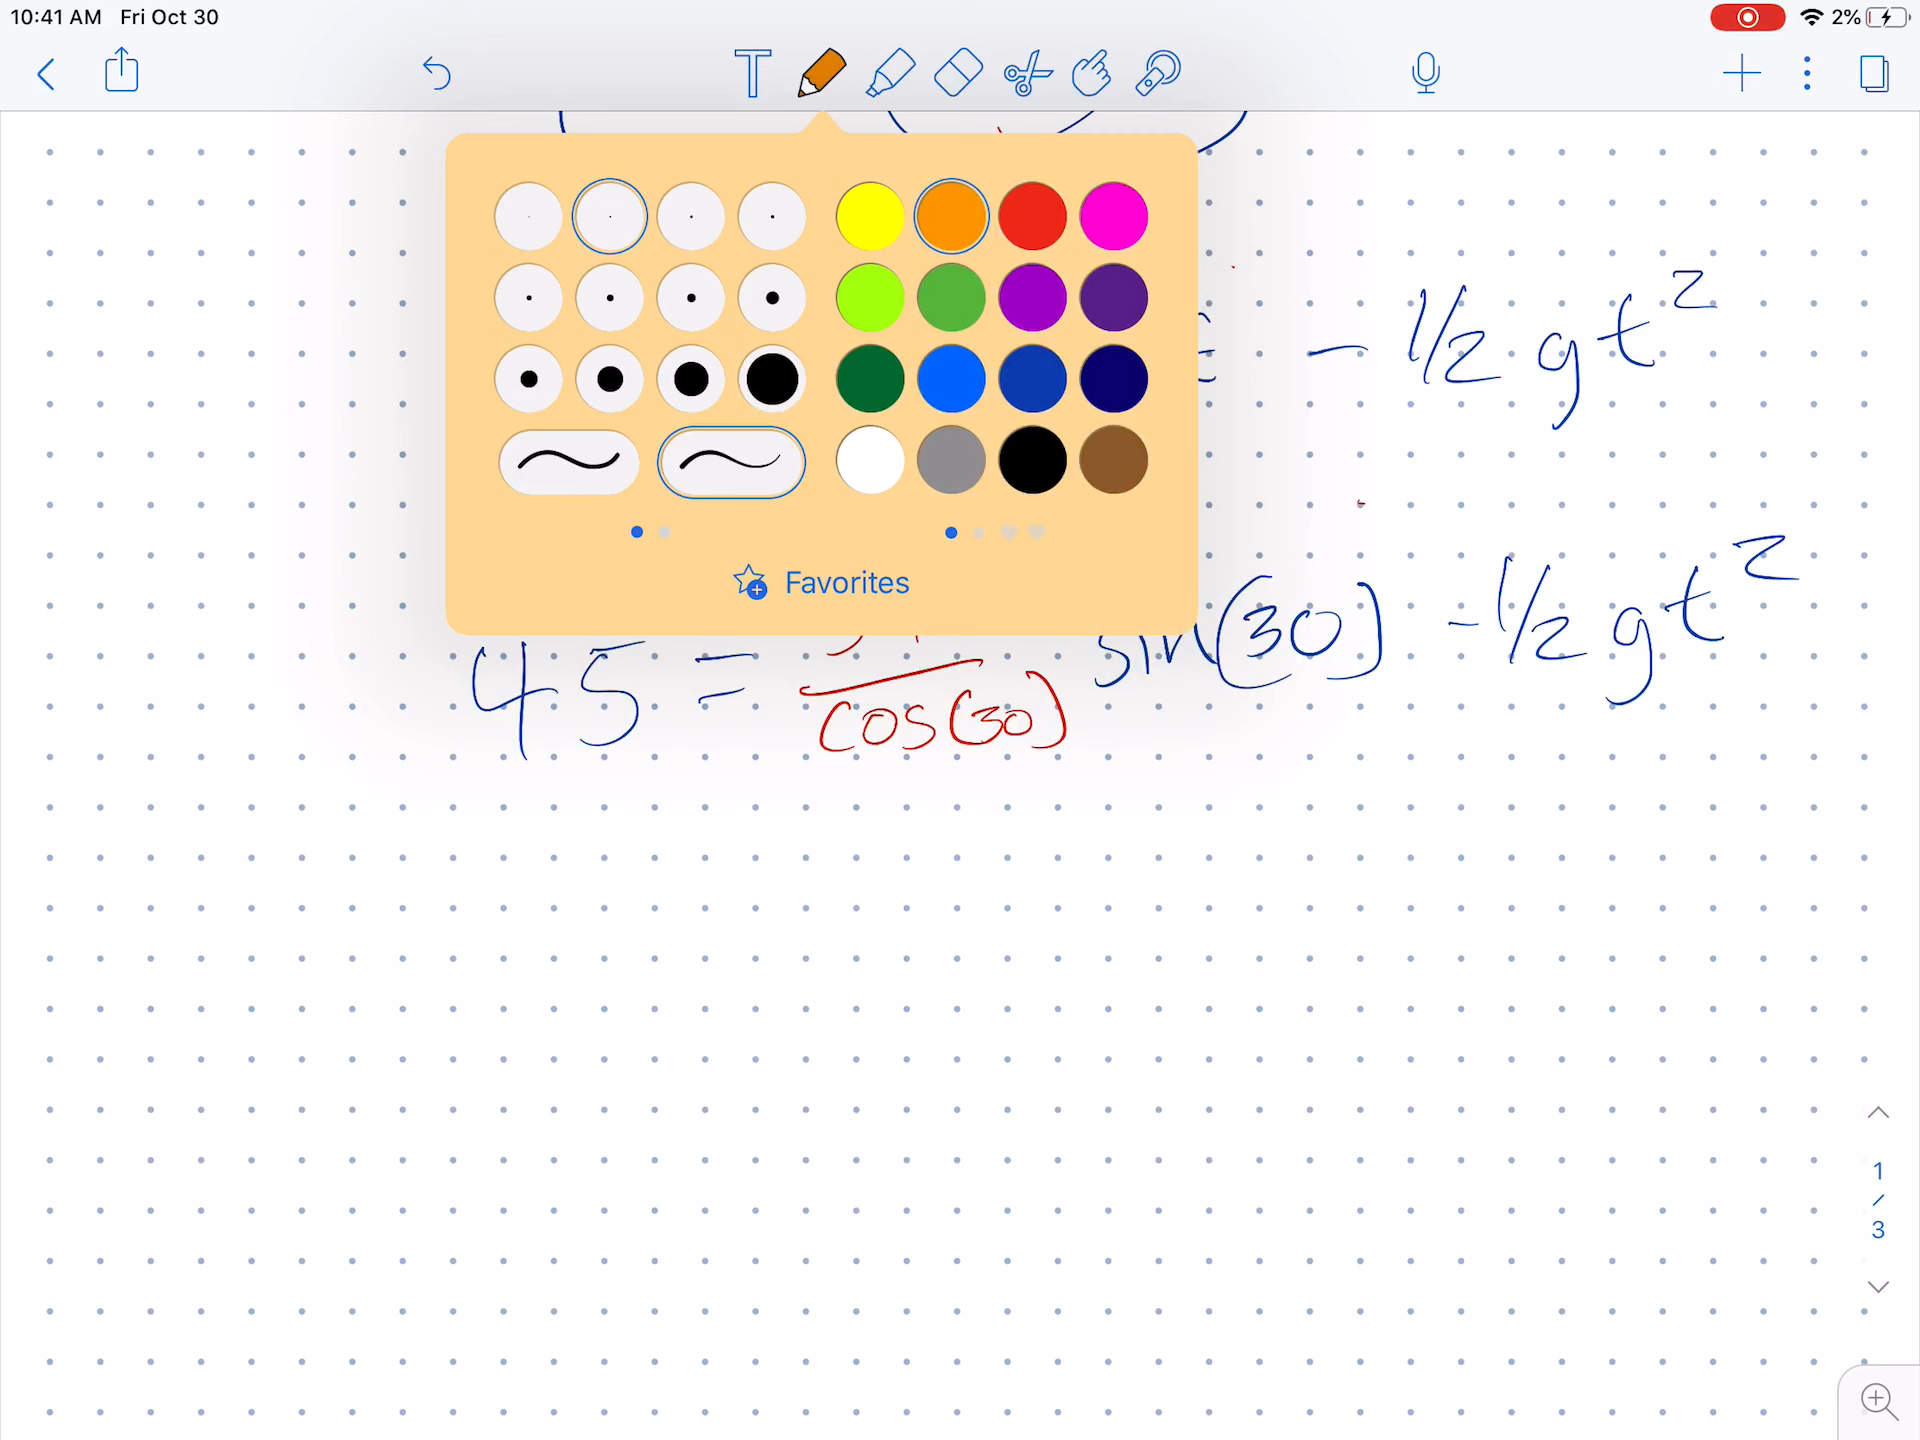 10:41 AM Fri Oct 30 2%
T
- 1/2 gt²
Favorites
45 = / cos(30) sin(30) - 1/2 gt²
1
/
3